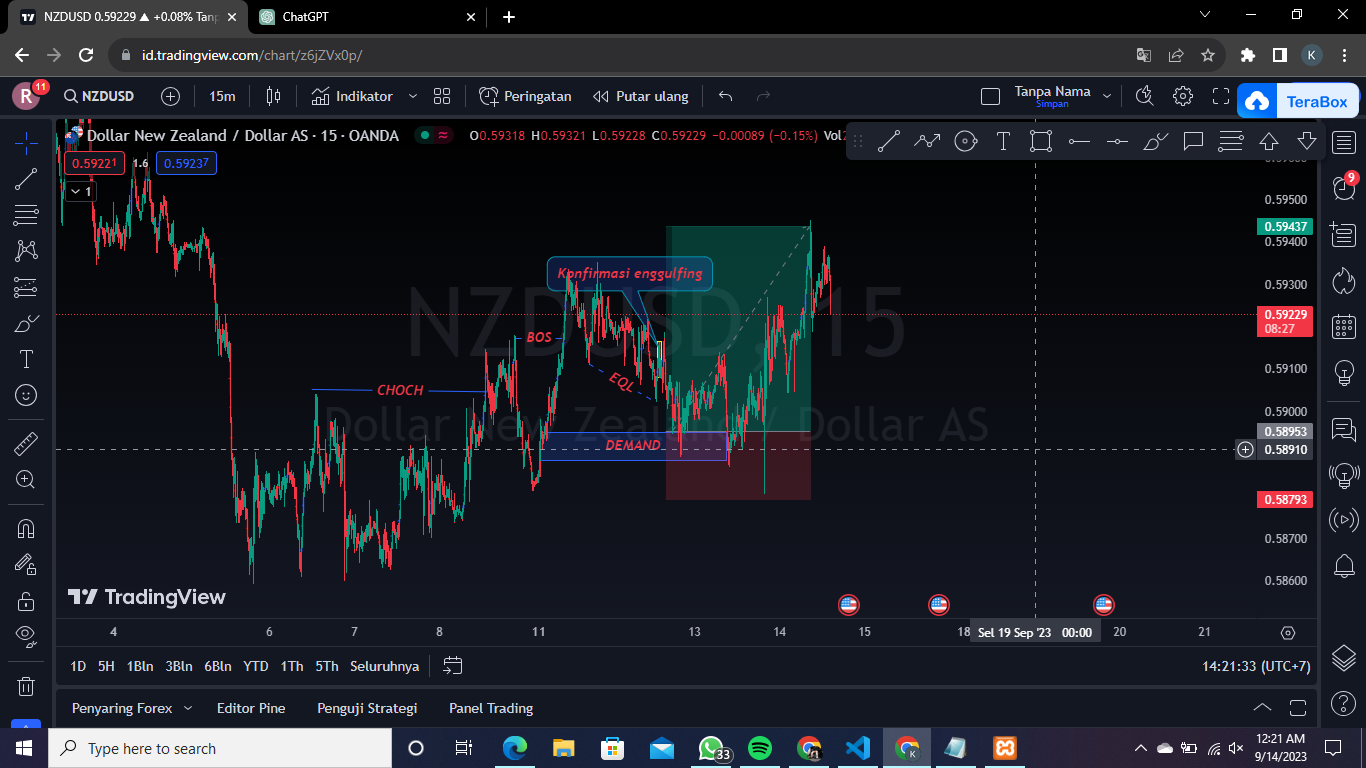 NZDUSD 0.59229 ▲ +0.08% Tan
ChatGPT
id.tradingview.com/chart/z6jZVx0p/
K
R 11
NZDUSD
15m
Indikator
Peringatan
Putar ulang
Tanpa Nama
Simpan
TeraBox
Dollar New Zealand / Dollar AS · 15 · OANDA
O0.59318 H0.59321 L0.59228 C0.59229 −0.00089 (−0.15%)
0.59221 1.6 0.59237
1
9
0.59500
0.59437
0.59400
0.59300
0.59229
08:27
0.59100
0.59000
0.58953
0.58910
0.58793
0.58700
0.58600
NZDUSD, 15
Dollar New Zealand / Dollar AS
Konfirmasi enggulfing
BOS
EQL
CHOCH
DEMAND
TradingView
4 6 7 8 11 13 14 15 18 Sel 19 Sep '23 00:00 20 21
1D 5H 1Bln 3Bln 6Bln YTD 1Th 5Th Seluruhnya
14:21:33 (UTC+7)
Penyaring Forex Editor Pine Penguji Strategi Panel Trading
Type here to search
33
K
12:21 AM
9/14/2023